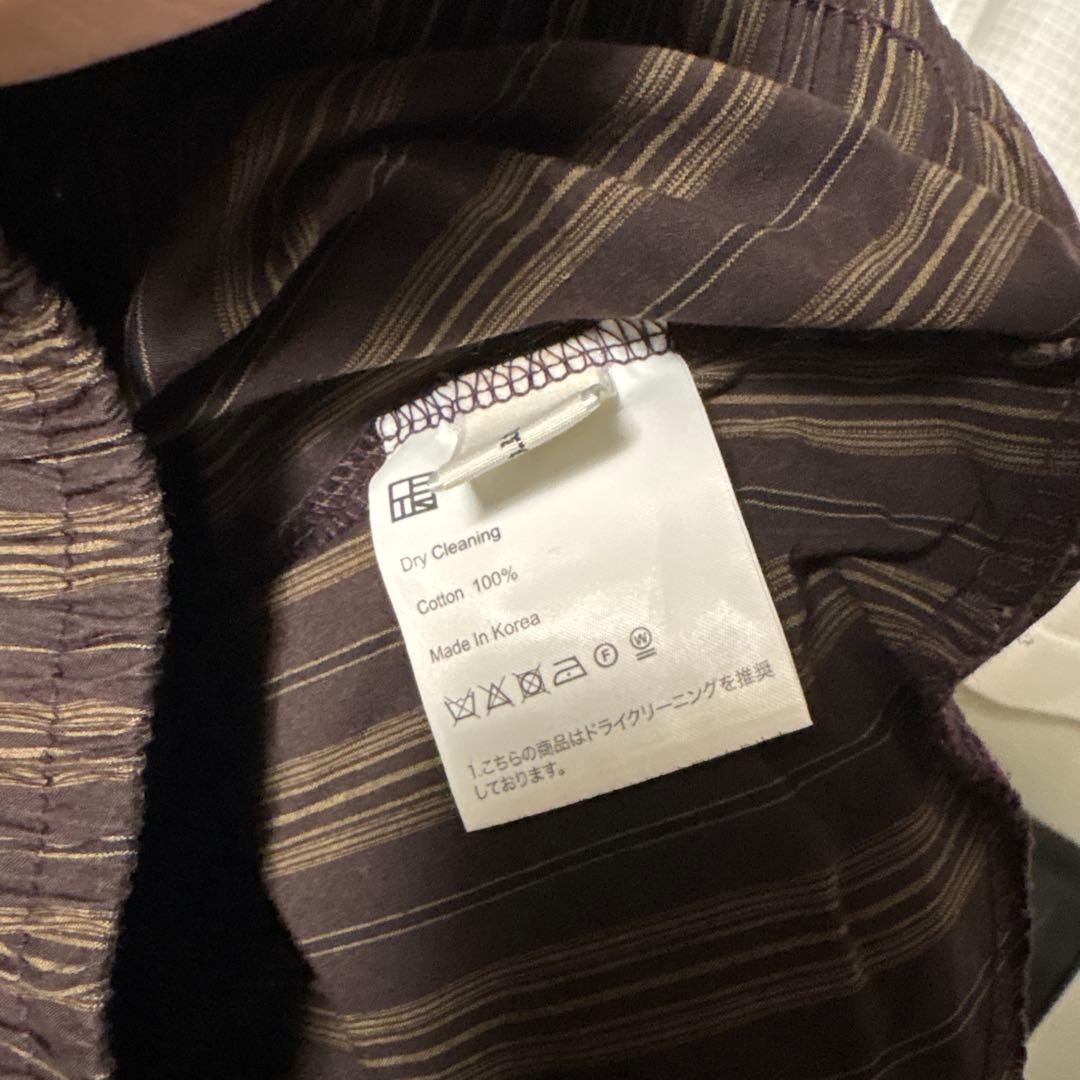 Dry Cleaning
Cotton 100%
Made In Korea
F
W
1.こちらの商品はドライクリーニングを推奨
しております。